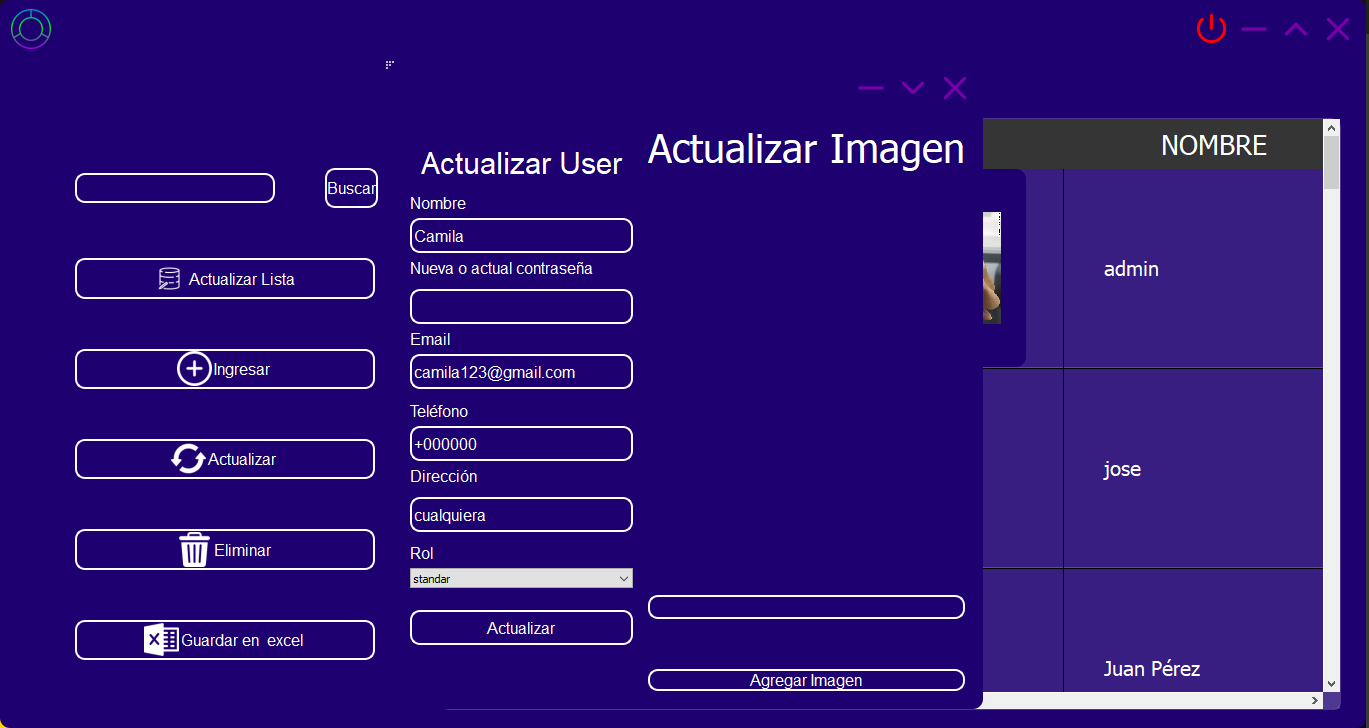 Buscar
Actualizar Lista
Ingresar
Actualizar
Eliminar
Guardar en excel
Actualizar User
Nombre
Camila
Nueva o actual contraseña
Email
camila123@gmail.com
Teléfono
+000000
Dirección
cualquiera
Rol
standar
Actualizar
Actualizar Imagen
Agregar Imagen
NOMBRE
admin
jose
Juan Pérez